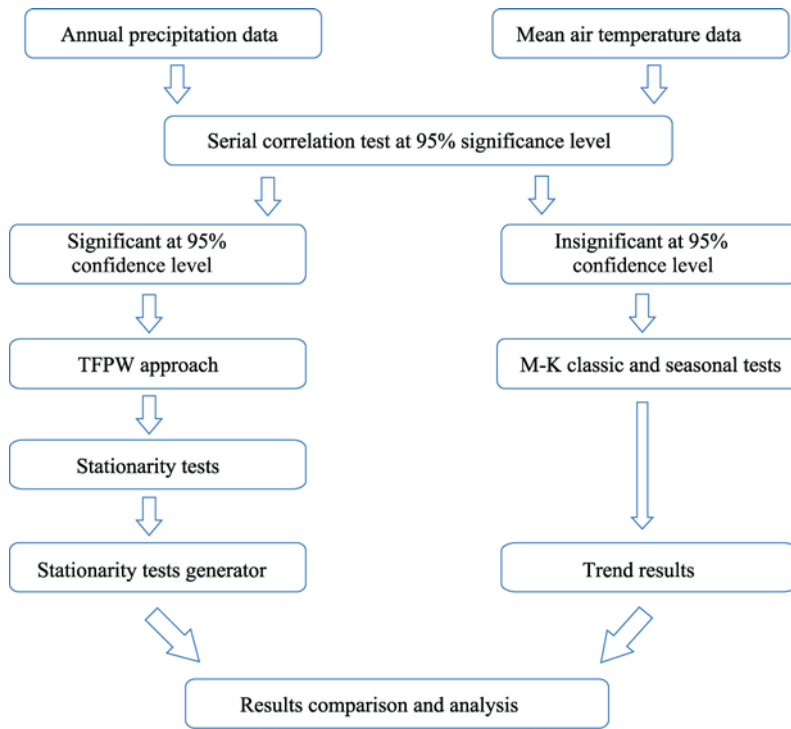 Annual precipitation data
Mean air temperature data
Serial correlation test at 95% significance level
Significant at 95%
confidence level
Insignificant at 95%
confidence level
TFPW approach
M-K classic and seasonal tests
Stationarity tests
Stationarity tests generator
Trend results
Results comparison and analysis